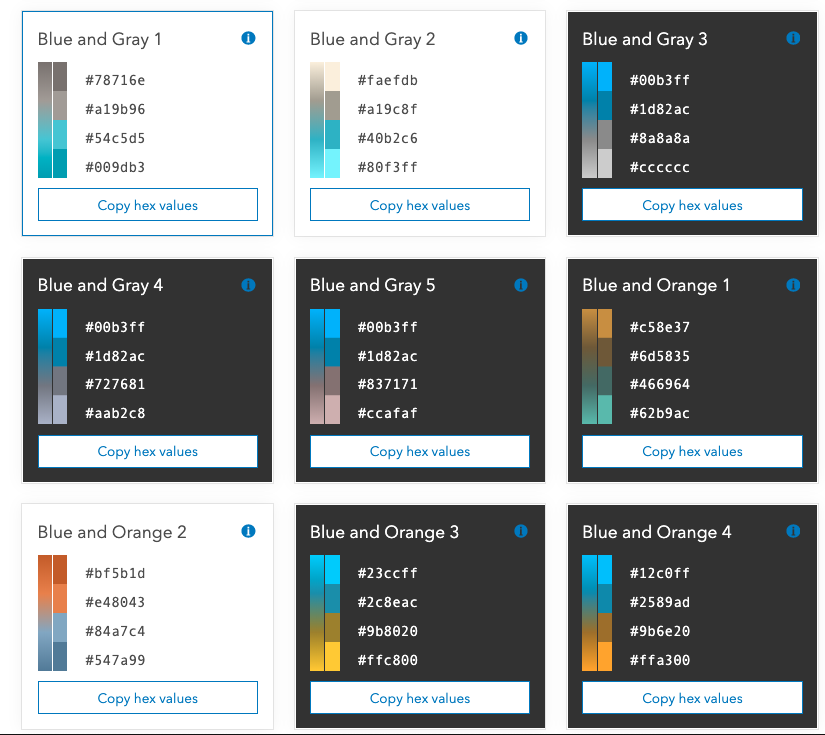 Blue and Gray 1
#78716e
#a19b96
#54c5d5
#009db3
Copy hex values
Blue and Gray 2
#faefdb
#a19c8f
#40b2c6
#80f3ff
Copy hex values
Blue and Gray 3
#00b3ff
#1d82ac
#8a8a8a
#cccccc
Copy hex values
Blue and Gray 4
#00b3ff
#1d82ac
#727681
#aab2c8
Copy hex values
Blue and Gray 5
#00b3ff
#1d82ac
#837171
#ccafaf
Copy hex values
Blue and Orange 1
#c58e37
#6d5835
#466964
#62b9ac
Copy hex values
Blue and Orange 2
#bf5b1d
#e48043
#84a7c4
#547a99
Copy hex values
Blue and Orange 3
#23ccff
#2c8eac
#9b8020
#ffc800
Copy hex values
Blue and Orange 4
#12c0ff
#2589ad
#9b6e20
#ffa300
Copy hex values